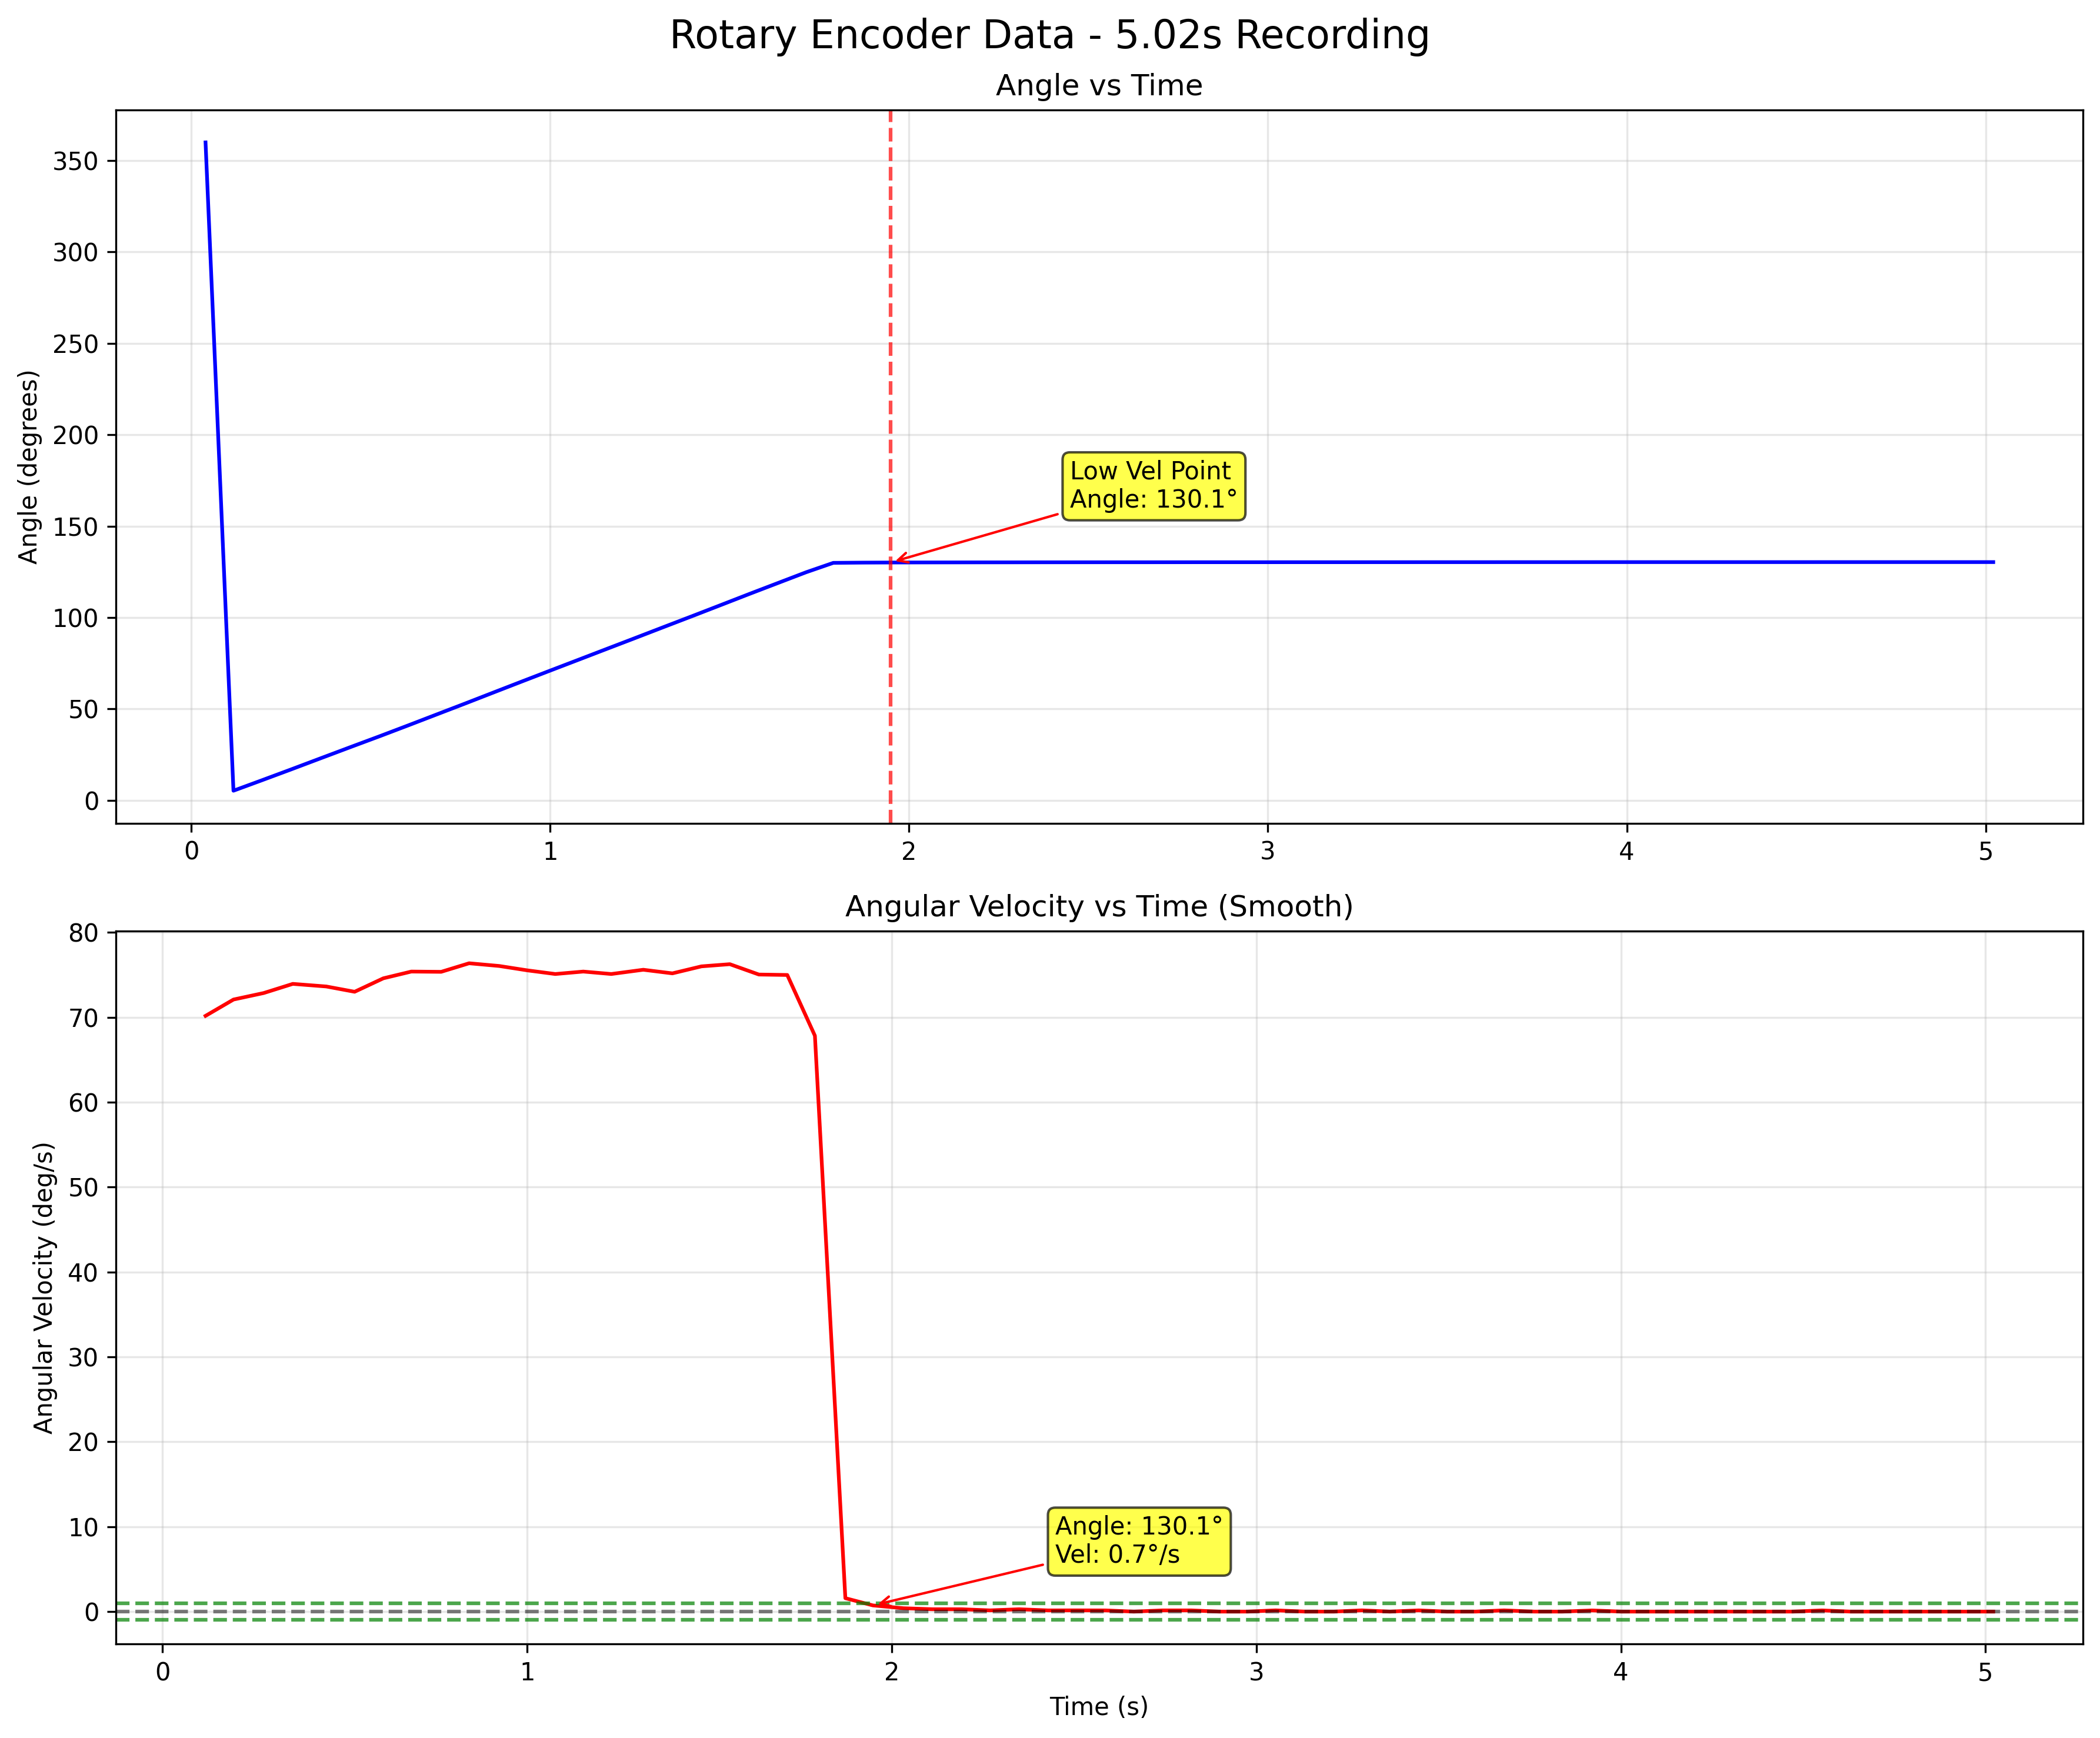 Rotary Encoder Data - 5.02s Recording
Angle vs Time
350
300
250
200
150
100
50
0
Angle (degrees)
Low Vel Point
Angle: 130.1°
0 1 2 3 4 5
Angular Velocity vs Time (Smooth)
80
70
60
50
40
30
20
10
0
Angular Velocity (deg/s)
Angle: 130.1°
Vel: 0.7°/s
0 1 2 3 4 5
Time (s)